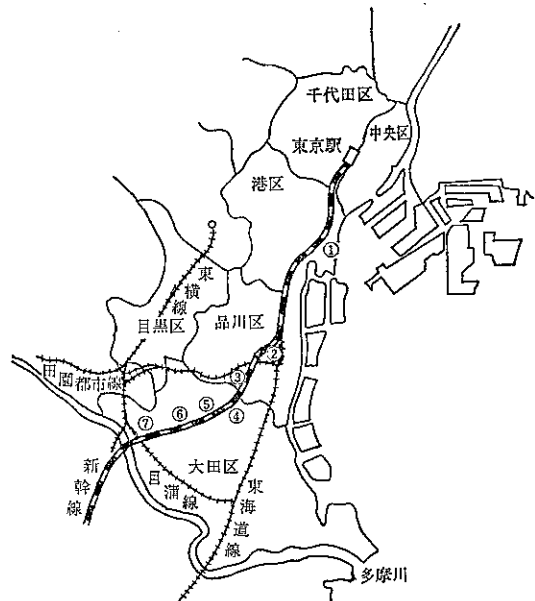 千代田区
東京駅
中央区
港区
①
東横線
目黒区
品川区
②
田園都市線
③
④
⑤
⑥
⑦
大田区
新幹線
目蒲線
東海道線
多摩川